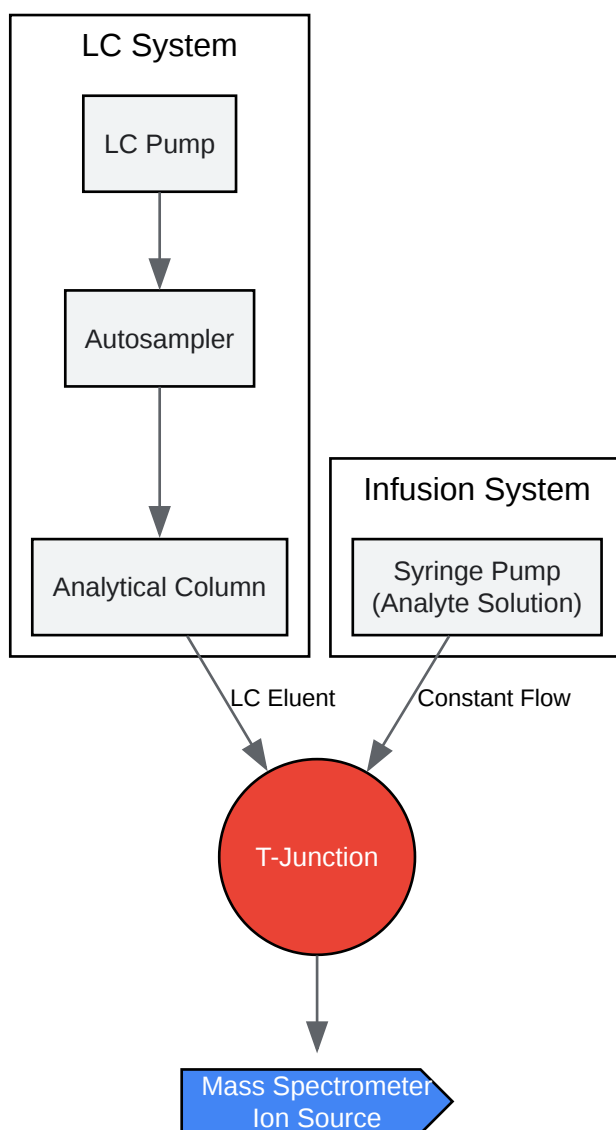 LC System
LC Pump
Autosampler
Infusion System
Analytical Column
Syringe Pump
(Analyte Solution)
LC Eluent
Constant Flow
T-Junction
Mass Spectrometer
Ion Source